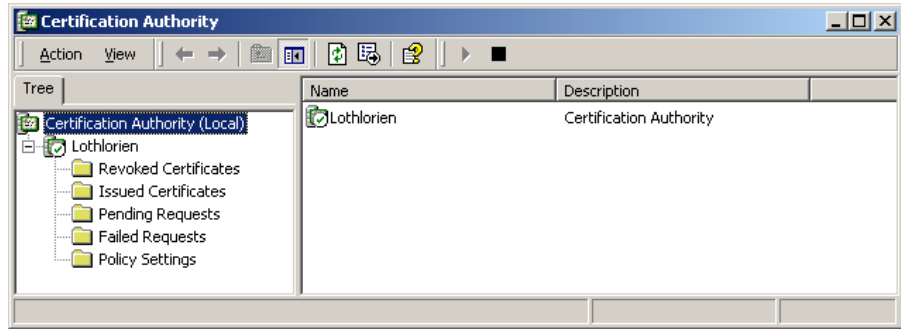 Certification Authority
Action View
Tree
Name Description
Certification Authority (Local)
Lothlorien Certification Authority
Lothlorien
Revoked Certificates
Issued Certificates
Pending Requests
Failed Requests
Policy Settings